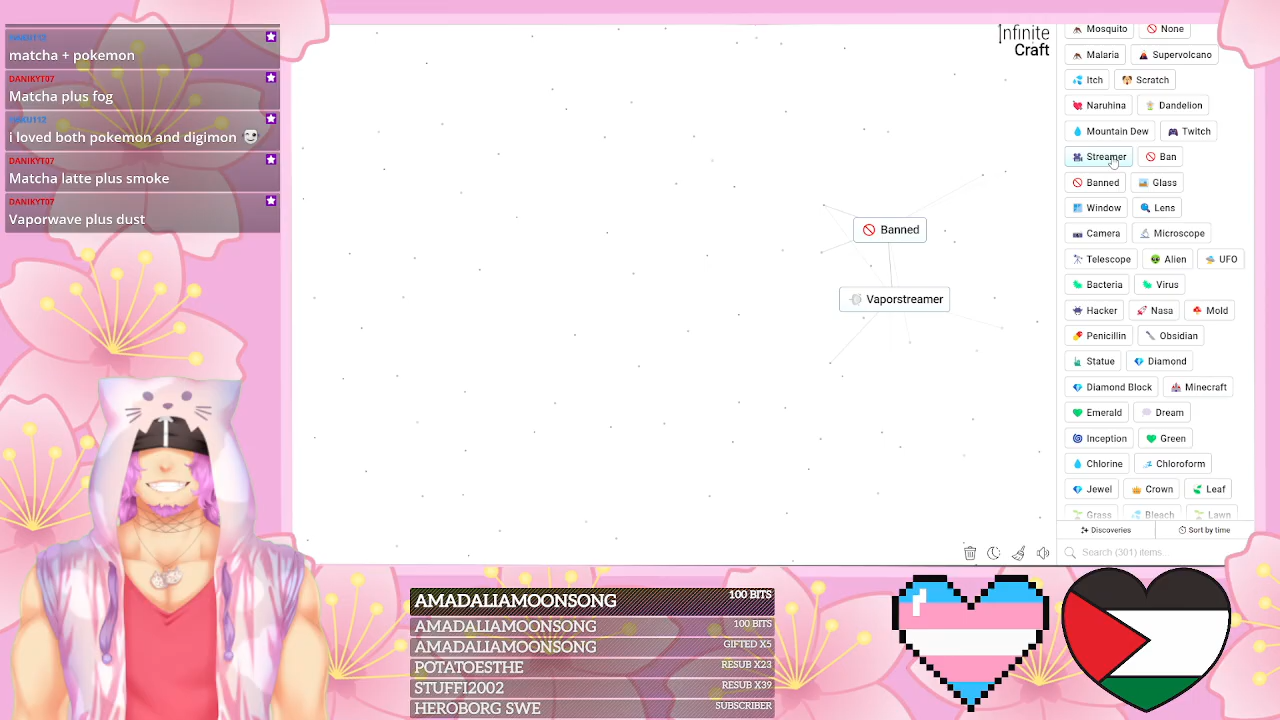 matcha + pokemon
DANIKYT07
Matcha plus fog
i loved both pokemon and digimon
DANIKYT07
Matcha latte plus smoke
DANIKYT07
Vaporwave plus dust
Infinite
Craft
Banned
Vaporstreamer
Mosquito
None
Malaria
Supervolcano
Itch
Scratch
Naruhina
Dandelion
Mountain Dew
Twitch
Streamer
Ban
Banned
Glass
Window
Lens
Camera
Microscope
Telescope
Alien
UFO
Bacteria
Virus
Hacker
Nasa
Mold
Penicillin
Obsidian
Statue
Diamond
Diamond Block
Minecraft
Emerald
Dream
Inception
Green
Chlorine
Chloroform
Jewel
Crown
Leaf
Grass
Bleach
Lawn
Discoveries
Sort by time
Search (301) items...
AMADALIAMOONSONG 100 BITS
AMADALIAMOONSONG 100 BITS
AMADALIAMOONSONG GIFTED X5
POTATOESTHE RESUB X23
STUFFI2002 RESUB X39
HEROBORG SWE SUBSCRIBER